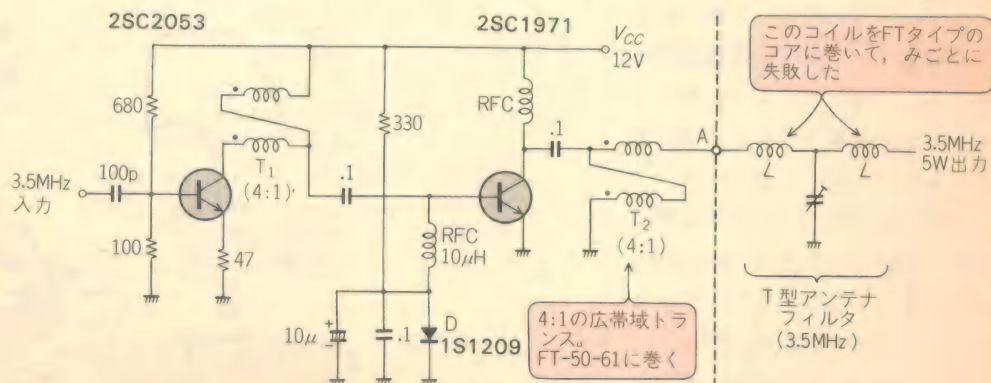 2SC2053
2SC1971
V_CC
12V
このコイルをFTタイプの
コアに巻いて,みごとに
失敗した
680
RFC
330
T₁
(4:1)
.1
A
3.5MHz
5W出力
L
L
3.5MHz
入力
100p
.1
T₂
(4:1)
100
47
RFC
10μH
T型アンテナ
フィルタ
(3.5MHz)
10μ
+
−
.1
D
1S1209
4:1の広帯域トラ
ンス。
FT-50-61に巻く